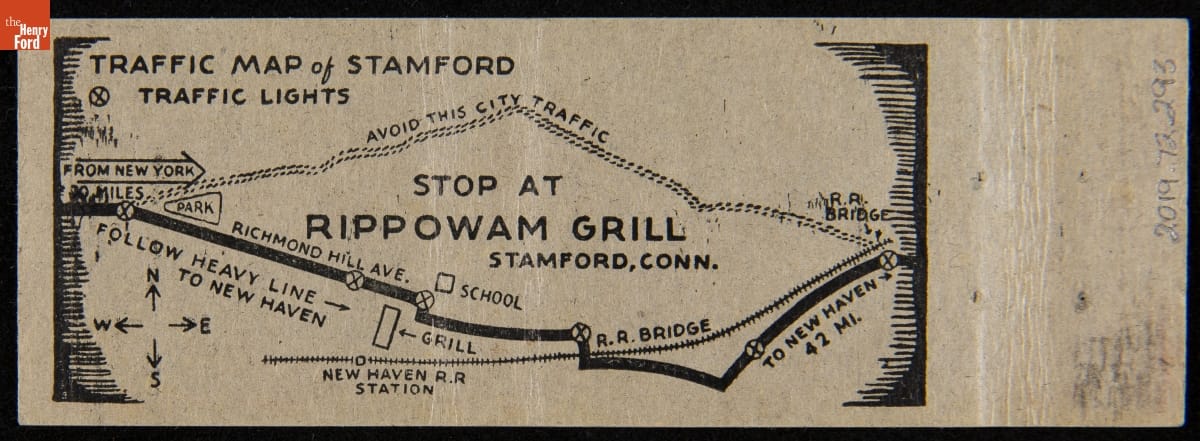 the
Henry
Ford
TRAFFIC MAP of STAMFORD
TRAFFIC LIGHTS
AVOID THIS CITY TRAFFIC
FROM NEW YORK
MILES
PARK
STOP AT
RIPPOWAM GRILL
STAMFORD, CONN.
R.R.
BRIDGE
RICHMOND HILL AVE.
FOLLOW HEAVY LINE
TO NEW HAVEN
SCHOOL
GRILL
N
W
E
S
R.R. BRIDGE
TO NEW HAVEN
42 MI.
NEW HAVEN R.R
STATION
2019.72.293